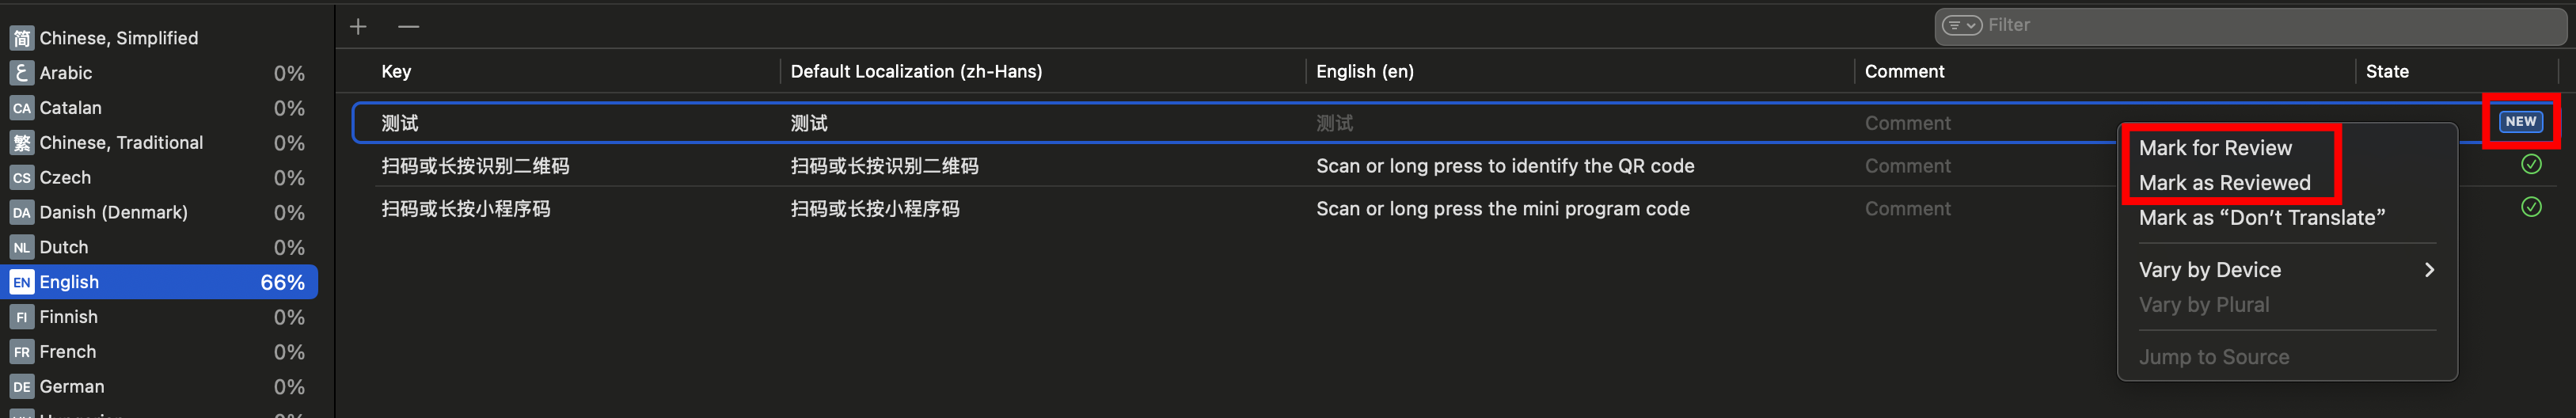 Filter
简 Chinese, Simplified
ع Arabic 0%
CA Catalan 0%
繁 Chinese, Traditional 0%
CS Czech 0%
DA Danish (Denmark) 0%
NL Dutch 0%
EN English 66%
FI Finnish 0%
FR French 0%
DE German 0%
Key Default Localization (zh-Hans) English (en) Comment State
测试 测试 测试 Comment NEW
扫码或长按识别二维码 扫码或长按识别二维码 Scan or long press to identify the QR code Comment
扫码或长按小程序码 扫码或长按小程序码 Scan or long press the mini program code Comment
Mark for Review
Mark as Reviewed
Mark as “Don’t Translate”
Vary by Device
Vary by Plural
Jump to Source